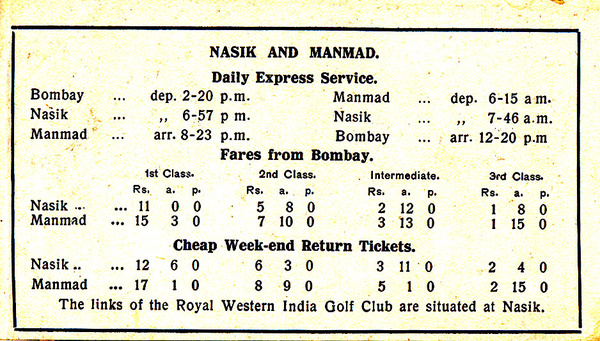 NASIK AND MANMAD.
Daily Express Service.
Bombay ... dep. 2-20 p.m. Manmad ... dep. 6-15 a m.
Nasik ... ,, 6-57 p m. Nasik ... ,, 7-46 a.m.
Manmad ... arr. 8-23 p.m. Bombay ... arr. 12-20 p.m
Fares from Bombay.
1st Class. 2nd Class. Intermediate. 3rd Class.
Rs. a. p. Rs. a. p. Rs. a. p. Rs. a. p.
Nasik .. ... 11 0 0 5 8 0 2 12 0 1 8 0
Manmad ... 15 3 0 7 10 0 3 13 0 1 15 0
Cheap Week-end Return Tickets.
Nasik .. ... 12 6 0 6 3 0 3 11 0 2 4 0
Manmad ... 17 1 0 8 9 0 5 1 0 2 15 0
The links of the Royal Western India Golf Club are situated at Nasik.